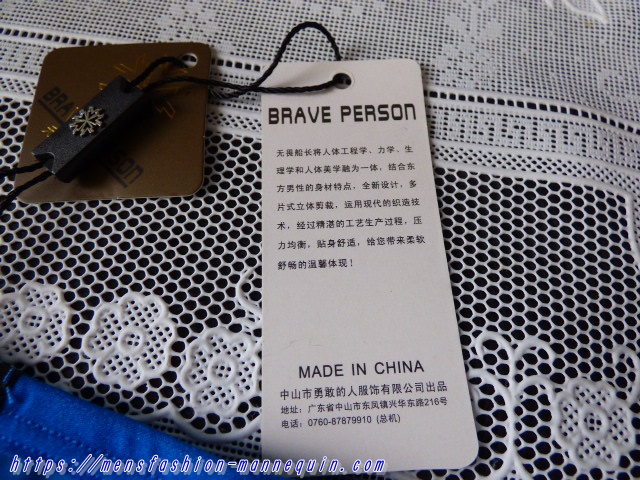 BRAVE PERSON
BRAVE PERSON
无畏船长将人体工程学、力学、生
理学和人体美学融为一体，结合东
方男性的身材特点，全新设计，多
片式立体剪裁，运用现代的织造技
术，经过精湛的工艺生产过程，压
力均衡，贴身舒适，给您带来柔软
舒畅的温馨体现！
MADE IN CHINA
中山市勇敢的人服饰有限公司出品
地址：广东省中山市东凤镇兴华东路216号
电话：0760-87879910 (总机)
https://mensfashion-mannequin.com/